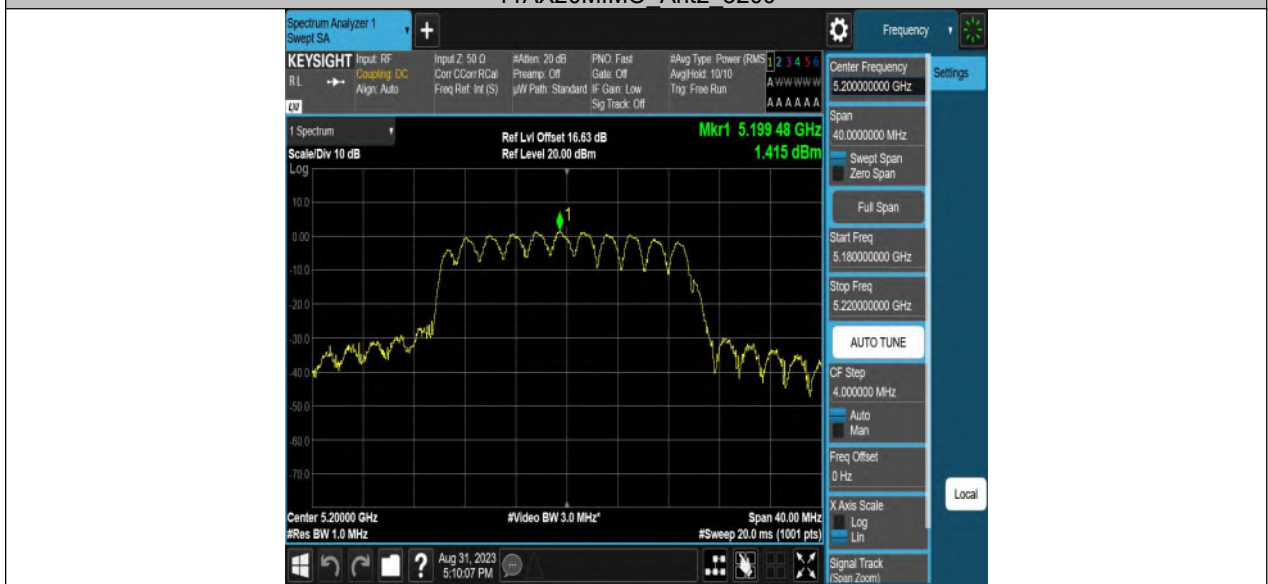 11AX20MIMO_Ant2_5200
Spectrum Analyzer 1
Swept SA
+
Frequency
KEYSIGHT
RL
LXI
Input: RF
Coupling: DC
Align: Auto
Input Z: 50 Ω
Corr CCorr RCal
Freq Ref: Int (S)
#Atten: 20 dB
Preamp: Off
µW Path: Standard
PNO: Fast
Gate: Off
IF Gain: Low
Sig Track: Off
#Avg Type: Power (RMS
Avg|Hold: 10/10
Trig: Free Run
1 2 3 4 5 6
A W W W W W
A A A A A A
1 Spectrum
Scale/Div 10 dB
Log
Ref Lvl Offset 16.63 dB
Ref Level 20.00 dBm
Mkr1 5.199 48 GHz
1.415 dBm
1
10.0
0.00
-10.0
-20.0
-30.0
-40.0
-50.0
-60.0
-70.0
Center 5.20000 GHz
#Res BW 1.0 MHz
#Video BW 3.0 MHz*
Span 40.00 MHz
#Sweep 20.0 ms (1001 pts)
Center Frequency
5.200000000 GHz
Settings
Span
40.0000000 MHz
Swept Span
Zero Span
Full Span
Start Freq
5.180000000 GHz
Stop Freq
5.220000000 GHz
AUTO TUNE
CF Step
4.000000 MHz
Auto
Man
Freq Offset
0 Hz
X Axis Scale
Log
Lin
Local
Signal Track
(Span Zoom)
?
Aug 31, 2023
5:10:07 PM